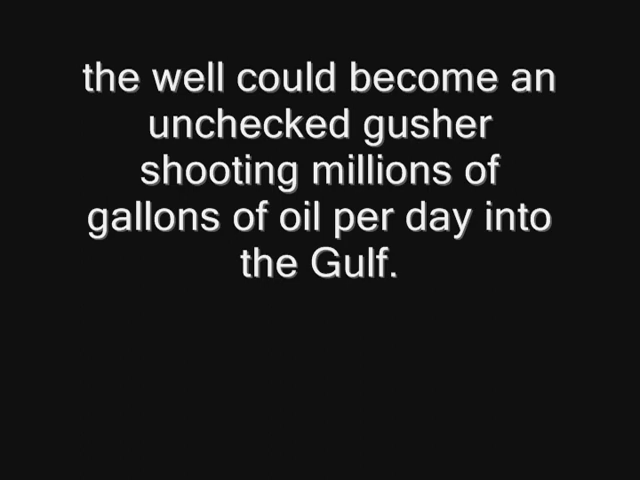 the well could become an
unchecked gusher
shooting millions of
gallons of oil per day into
the Gulf.